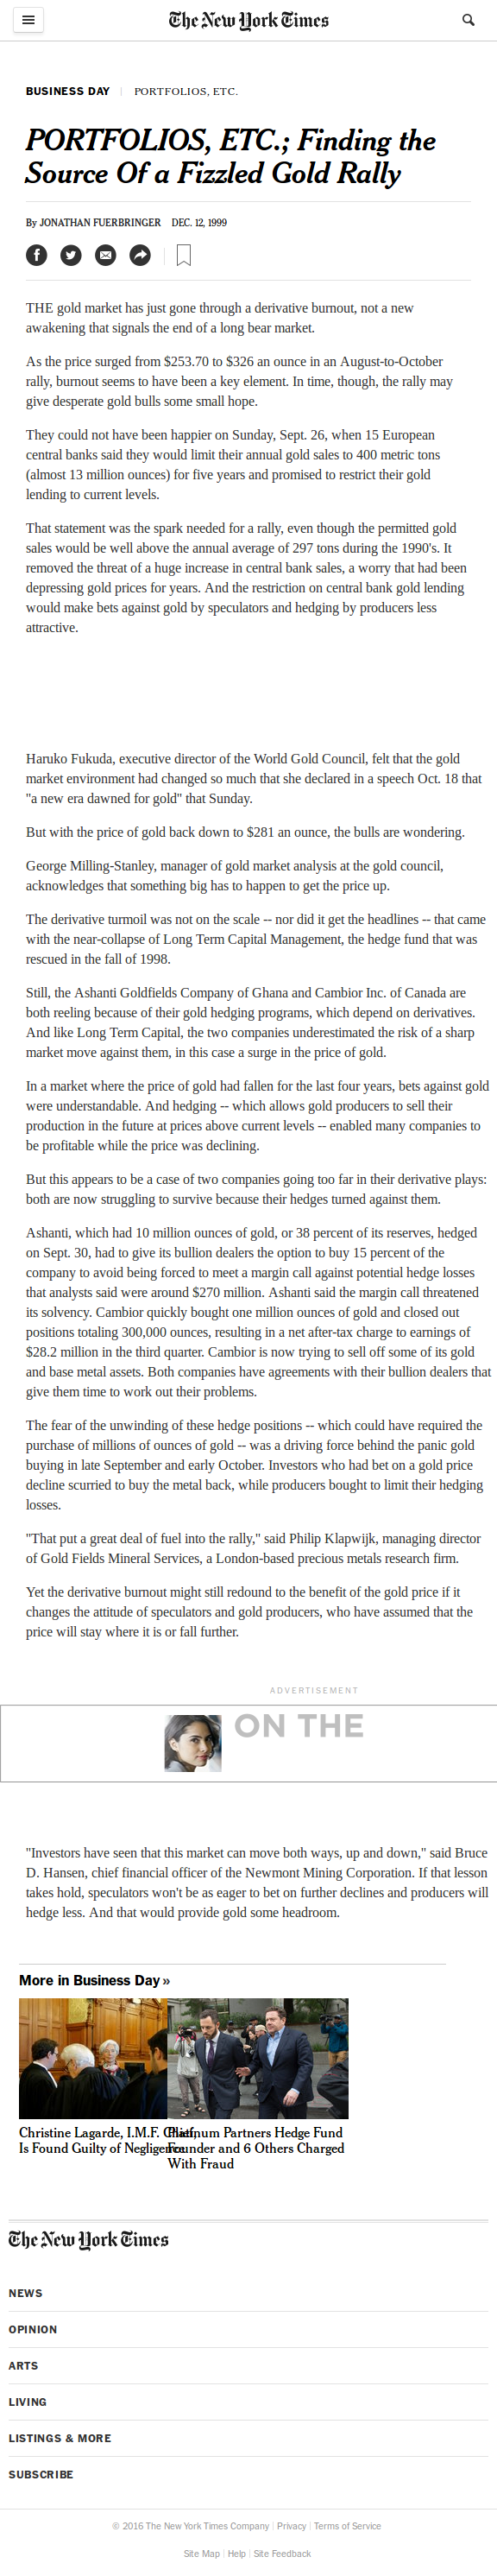 The New York Times
BUSINESS DAY | PORTFOLIOS, ETC.
PORTFOLIOS, ETC.; Finding the
Source Of a Fizzled Gold Rally
By JONATHAN FUERBRINGER DEC. 12, 1999
THE gold market has just gone through a derivative burnout, not a new
awakening that signals the end of a long bear market.
As the price surged from $253.70 to $326 an ounce in an August-to-October
rally, burnout seems to have been a key element. In time, though, the rally may
give desperate gold bulls some small hope.
They could not have been happier on Sunday, Sept. 26, when 15 European
central banks said they would limit their annual gold sales to 400 metric tons
(almost 13 million ounces) for five years and promised to restrict their gold
lending to current levels.
That statement was the spark needed for a rally, even though the permitted gold
sales would be well above the annual average of 297 tons during the 1990's. It
removed the threat of a huge increase in central bank sales, a worry that had been
depressing gold prices for years. And the restriction on central bank gold lending
would make bets against gold by speculators and hedging by producers less
attractive.
Haruko Fukuda, executive director of the World Gold Council, felt that the gold
market environment had changed so much that she declared in a speech Oct. 18 that
"a new era dawned for gold" that Sunday.
But with the price of gold back down to $281 an ounce, the bulls are wondering.
George Milling-Stanley, manager of gold market analysis at the gold council,
acknowledges that something big has to happen to get the price up.
The derivative turmoil was not on the scale -- nor did it get the headlines -- that came
with the near-collapse of Long Term Capital Management, the hedge fund that was
rescued in the fall of 1998.
Still, the Ashanti Goldfields Company of Ghana and Cambior Inc. of Canada are
both reeling because of their gold hedging programs, which depend on derivatives.
And like Long Term Capital, the two companies underestimated the risk of a sharp
market move against them, in this case a surge in the price of gold.
In a market where the price of gold had fallen for the last four years, bets against gold
were understandable. And hedging -- which allows gold producers to sell their
production in the future at prices above current levels -- enabled many companies to
be profitable while the price was declining.
But this appears to be a case of two companies going too far in their derivative plays:
both are now struggling to survive because their hedges turned against them.
Ashanti, which had 10 million ounces of gold, or 38 percent of its reserves, hedged
on Sept. 30, had to give its bullion dealers the option to buy 15 percent of the
company to avoid being forced to meet a margin call against potential hedge losses
that analysts said were around $270 million. Ashanti said the margin call threatened
its solvency. Cambior quickly bought one million ounces of gold and closed out
positions totaling 300,000 ounces, resulting in a net after-tax charge to earnings of
$28.2 million in the third quarter. Cambior is now trying to sell off some of its gold
and base metal assets. Both companies have agreements with their bullion dealers that
give them time to work out their problems.
The fear of the unwinding of these hedge positions -- which could have required the
purchase of millions of ounces of gold -- was a driving force behind the panic gold
buying in late September and early October. Investors who had bet on a gold price
decline scurried to buy the metal back, while producers bought to limit their hedging
losses.
"That put a great deal of fuel into the rally," said Philip Klapwijk, managing director
of Gold Fields Mineral Services, a London-based precious metals research firm.
Yet the derivative burnout might still redound to the benefit of the gold price if it
changes the attitude of speculators and gold producers, who have assumed that the
price will stay where it is or fall further.
ADVERTISEMENT
ON THE
"Investors have seen that this market can move both ways, up and down," said Bruce
D. Hansen, chief financial officer of the Newmont Mining Corporation. If that lesson
takes hold, speculators won't be as eager to bet on further declines and producers will
hedge less. And that would provide gold some headroom.
More in Business Day »
Christine Lagarde, I.M.F. Chief,
Is Found Guilty of Negligence
Platinum Partners Hedge Fund
Founder and 6 Others Charged
With Fraud
The New York Times
NEWS
OPINION
ARTS
LIVING
LISTINGS & MORE
SUBSCRIBE
© 2016 The New York Times Company | Privacy | Terms of Service
Site Map | Help | Site Feedback